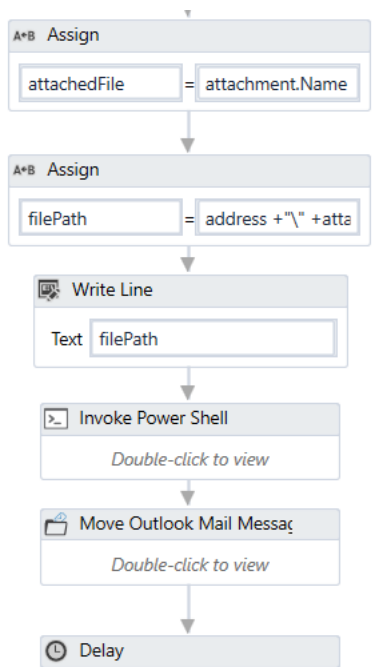 A+B Assign
attachedFile = attachment.Name
A+B Assign
filePath = address +"\" +atta
Write Line
Text filePath
Invoke Power Shell
Double-click to view
Move Outlook Mail Messag
Double-click to view
Delay